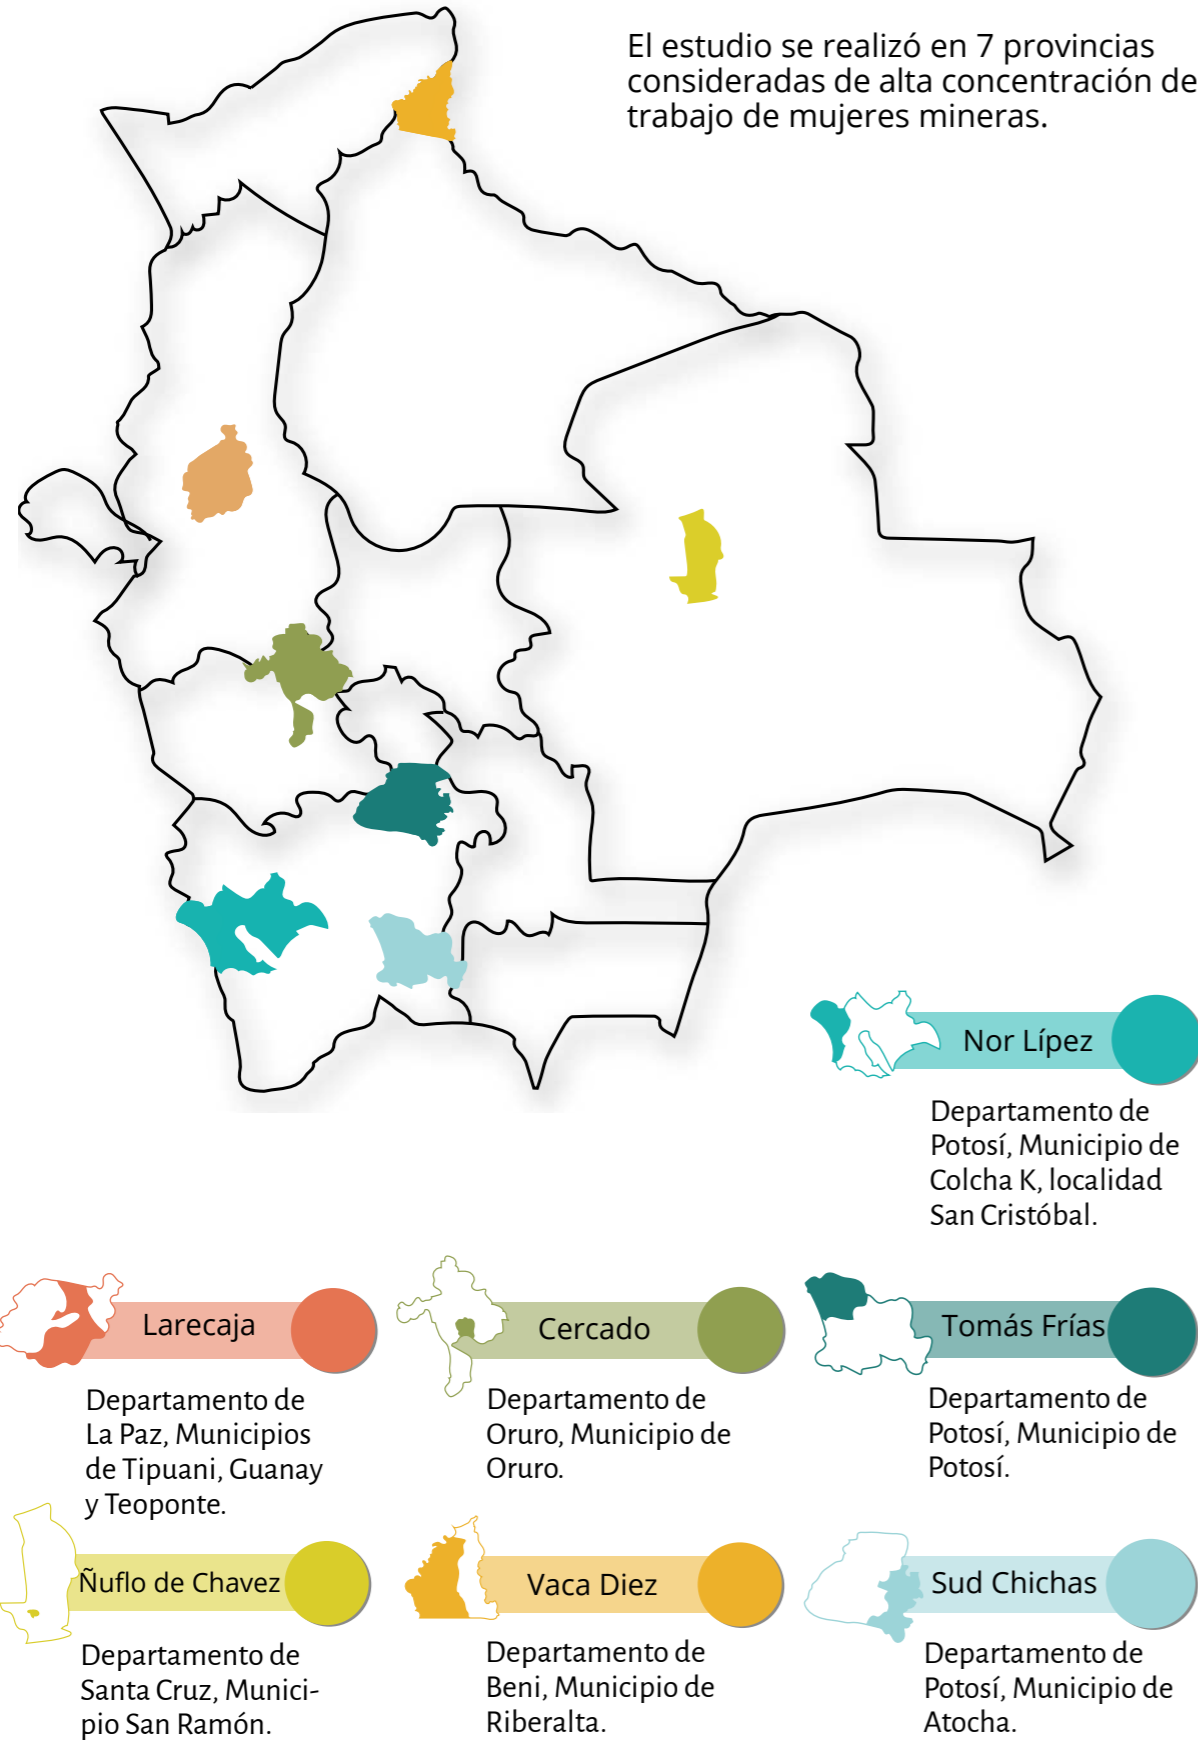 El estudio se realizó en 7 provincias
consideradas de alta concentración de
trabajo de mujeres mineras.
Nor Lípez
Departamento de
Potosí, Municipio de
Colcha K, localidad
San Cristóbal.
Larecaja
Departamento de
La Paz, Municipios
de Tipuani, Guanay
y Teoponte.
Cercado
Departamento de
Oruro, Municipio de
Oruro.
Tomás Frías
Departamento de
Potosí, Municipio de
Potosí.
Ñuflo de Chavez
Departamento de
Santa Cruz, Munici-
pio San Ramón.
Vaca Diez
Departamento de
Beni, Municipio de
Riberalta.
Sud Chichas
Departamento de
Potosí, Municipio de
Atocha.